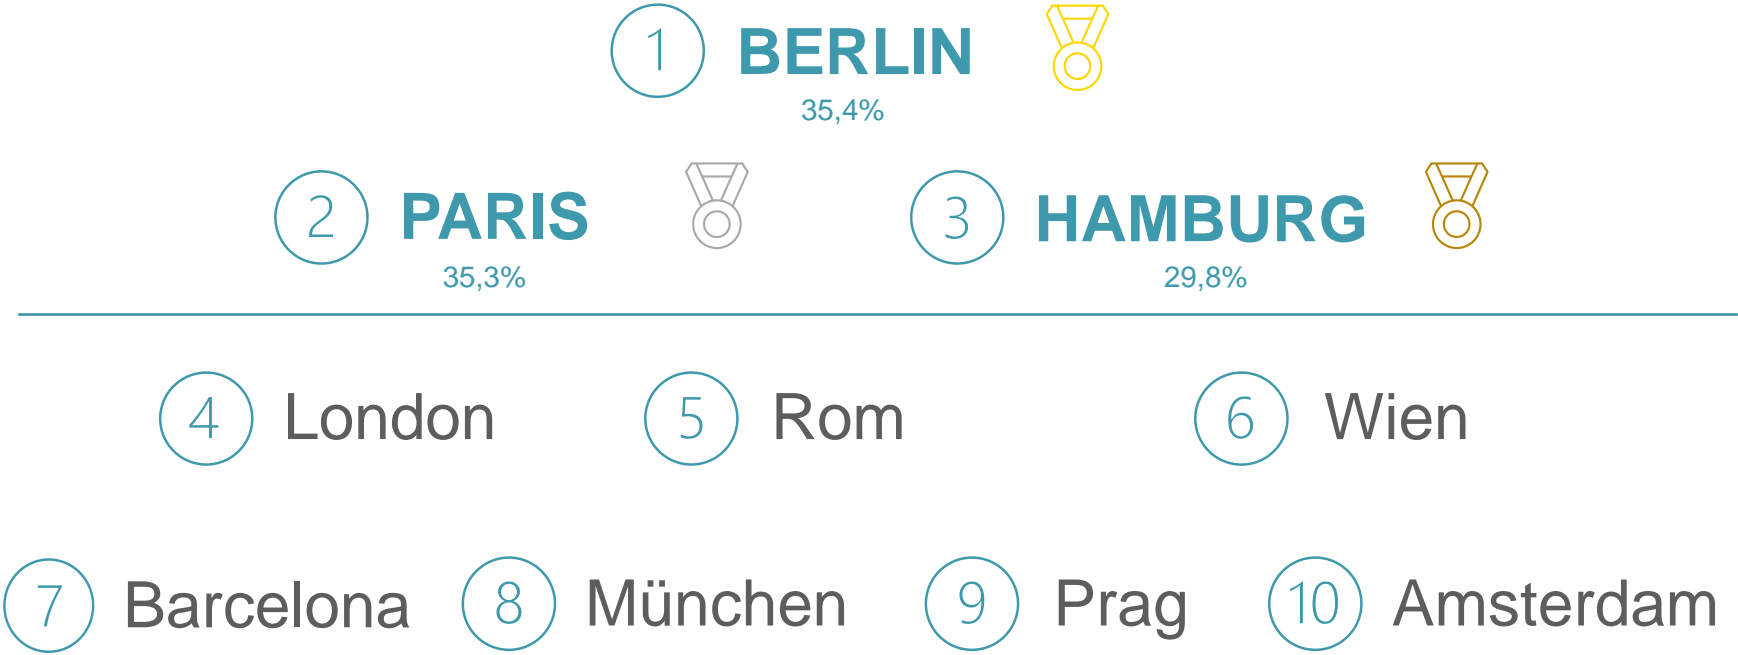 1 BERLIN
35,4%
2 PARIS 3 HAMBURG
35,3% 29,8%
4 London 5 Rom 6 Wien
7 Barcelona 8 München 9 Prag 10 Amsterdam